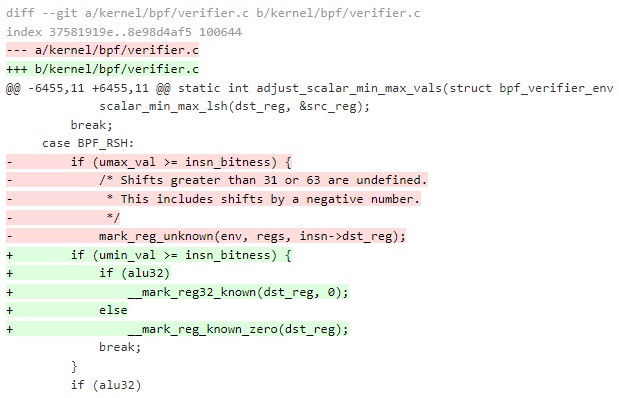 diff --git a/kernel/bpf/verifier.c b/kernel/bpf/verifier.c
index 37581919e..8e98d4af5 100644
--- a/kernel/bpf/verifier.c
+++ b/kernel/bpf/verifier.c
@@ -6455,11 +6455,11 @@ static int adjust_scalar_min_max_vals(struct bpf_verifier_env
            scalar_min_max_lsh(dst_reg, &src_reg);
        break;
    case BPF_RSH:
-       if (umax_val >= insn_bitness) {
-           /* Shifts greater than 31 or 63 are undefined.
-            * This includes shifts by a negative number.
-            */
-           mark_reg_unknown(env, regs, insn->dst_reg);
+       if (umin_val >= insn_bitness) {
+           if (alu32)
+               __mark_reg32_known(dst_reg, 0);
+           else
+               __mark_reg_known_zero(dst_reg);
            break;
        }
        if (alu32)